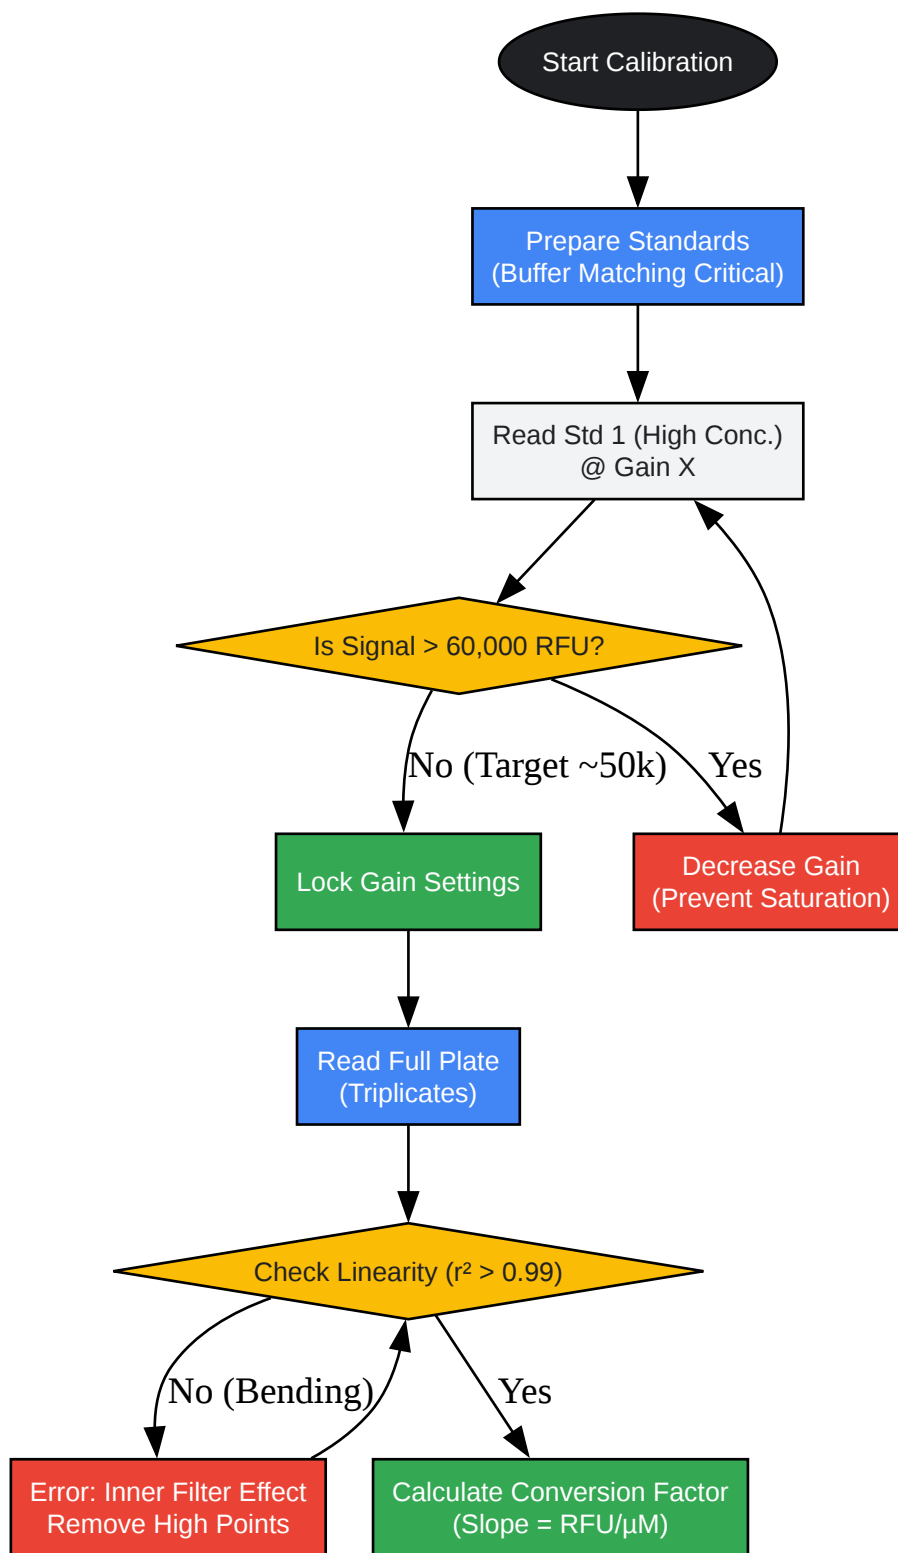 Start Calibration
Prepare Standards
(Buffer Matching Critical)
Read Std 1 (High Conc.)
@ Gain X
Is Signal > 60,000 RFU?
No (Target ~50k)
Yes
Lock Gain Settings
Decrease Gain
(Prevent Saturation)
Read Full Plate
(Triplicates)
Check Linearity (r² > 0.99)
No (Bending)
Yes
Error: Inner Filter Effect
Remove High Points
Calculate Conversion Factor
(Slope = RFU/µM)